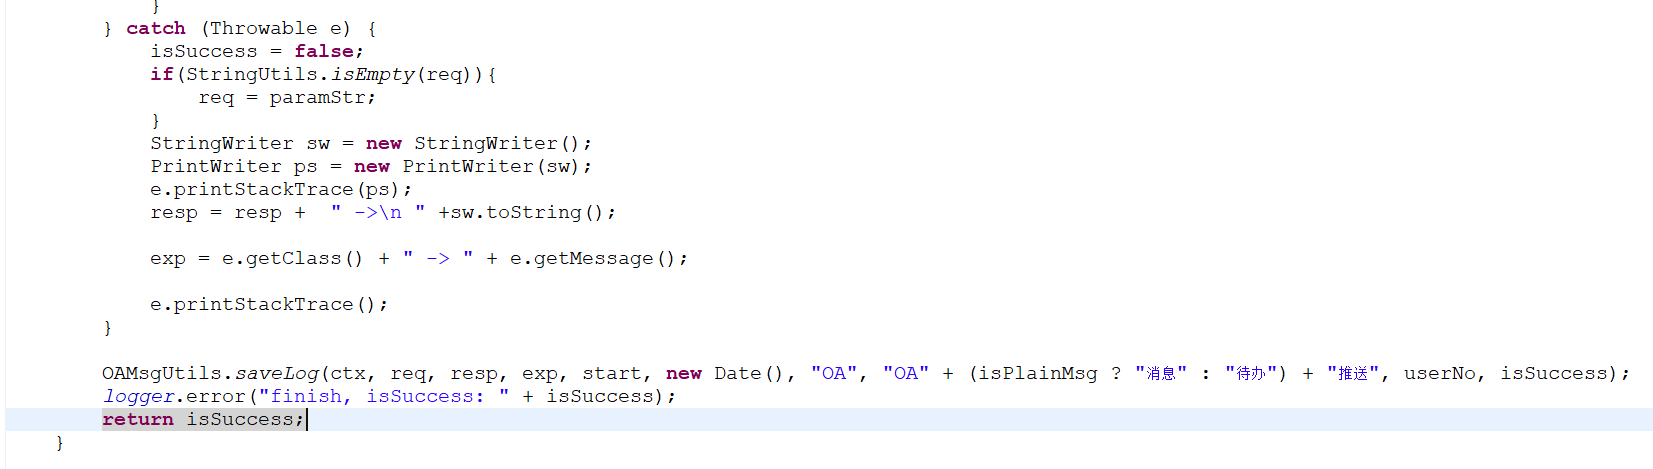 }
} catch (Throwable e) {
isSuccess = false;
if(StringUtils.isEmpty(req)){
req = paramStr;
}
StringWriter sw = new StringWriter();
PrintWriter ps = new PrintWriter(sw);
e.printStackTrace(ps);
resp = resp +  " ->\n " +sw.toString();
exp = e.getClass() + " -> " + e.getMessage();
e.printStackTrace();
}
OAMsgUtils.saveLog(ctx, req, resp, exp, start, new Date(), "OA", "OA" + (isPlainMsg ? "消息" : "待办") + "推送", userNo, isSuccess);
logger.error("finish, isSuccess: " + isSuccess);
return isSuccess;
}